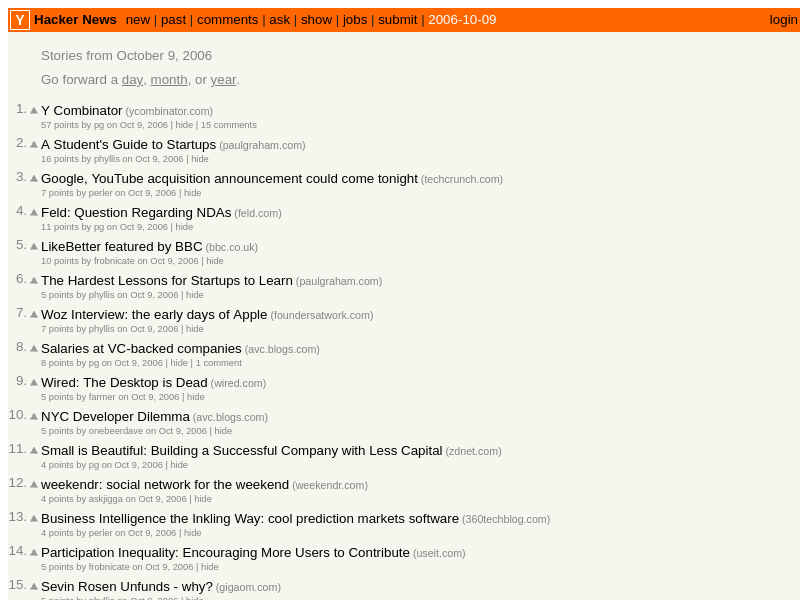 Y Hacker News new | past | comments | ask | show | jobs | submit | 2006-10-09 login
Stories from October 9, 2006
Go forward a day, month, or year.
1. Y Combinator (ycombinator.com)
57 points by pg on Oct 9, 2006 | hide | 15 comments
2. A Student's Guide to Startups (paulgraham.com)
16 points by phyllis on Oct 9, 2006 | hide
3. Google, YouTube acquisition announcement could come tonight (techcrunch.com)
7 points by perler on Oct 9, 2006 | hide
4. Feld: Question Regarding NDAs (feld.com)
11 points by pg on Oct 9, 2006 | hide
5. LikeBetter featured by BBC (bbc.co.uk)
10 points by frobnicate on Oct 9, 2006 | hide
6. The Hardest Lessons for Startups to Learn (paulgraham.com)
5 points by phyllis on Oct 9, 2006 | hide
7. Woz Interview: the early days of Apple (foundersatwork.com)
7 points by phyllis on Oct 9, 2006 | hide
8. Salaries at VC-backed companies (avc.blogs.com)
8 points by pg on Oct 9, 2006 | hide | 1 comment
9. Wired: The Desktop is Dead (wired.com)
5 points by farmer on Oct 9, 2006 | hide
10. NYC Developer Dilemma (avc.blogs.com)
5 points by onebeerdave on Oct 9, 2006 | hide
11. Small is Beautiful: Building a Successful Company with Less Capital (zdnet.com)
4 points by pg on Oct 9, 2006 | hide
12. weekendr: social network for the weekend (weekendr.com)
4 points by askjigga on Oct 9, 2006 | hide
13. Business Intelligence the Inkling Way: cool prediction markets software (360techblog.com)
4 points by perler on Oct 9, 2006 | hide
14. Participation Inequality: Encouraging More Users to Contribute (useit.com)
5 points by frobnicate on Oct 9, 2006 | hide
15. Sevin Rosen Unfunds - why? (gigaom.com)
5 points by phyllis on Oct 9, 2006 | hide